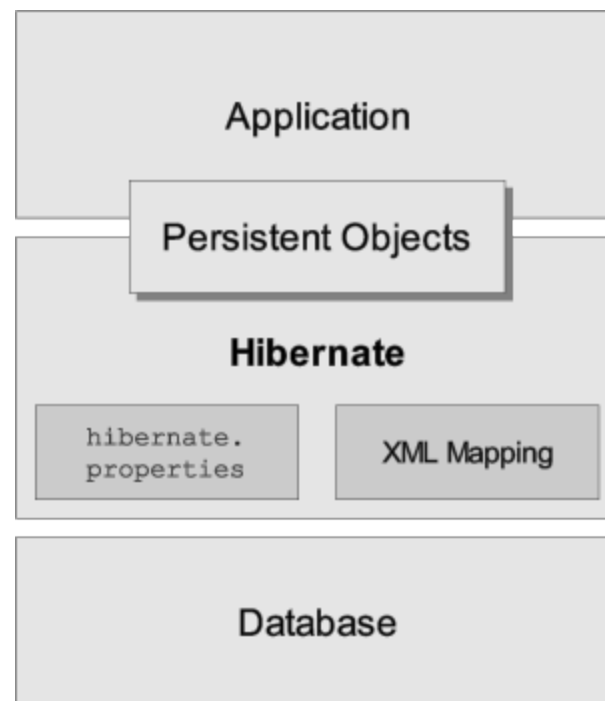 Application
Persistent Objects
Hibernate
hibernate.
properties
XML Mapping
Database